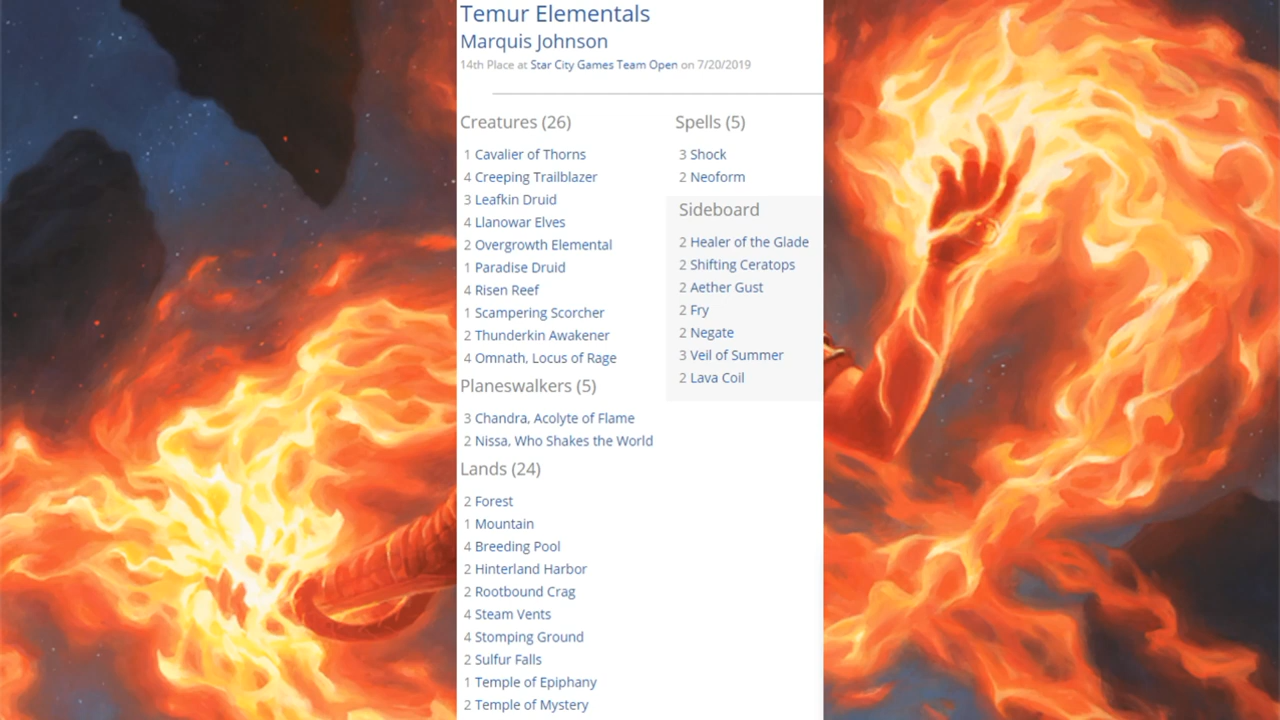 Temur Elementals
Marquis Johnson
14th Place at Star City Games Team Open on 7/20/2019
Creatures (26)
1 Cavalier of Thorns
4 Creeping Trailblazer
3 Leafkin Druid
4 Llanowar Elves
2 Overgrowth Elemental
1 Paradise Druid
4 Risen Reef
1 Scampering Scorcher
2 Thunderkin Awakener
4 Omnath, Locus of Rage
Planeswalkers (5)
3 Chandra, Acolyte of Flame
2 Nissa, Who Shakes the World
Lands (24)
2 Forest
1 Mountain
4 Breeding Pool
2 Hinterland Harbor
2 Rootbound Crag
4 Steam Vents
4 Stomping Ground
2 Sulfur Falls
1 Temple of Epiphany
2 Temple of Mystery
Spells (5)
3 Shock
2 Neoform
Sideboard
2 Healer of the Glade
2 Shifting Ceratops
2 Aether Gust
2 Fry
2 Negate
3 Veil of Summer
2 Lava Coil